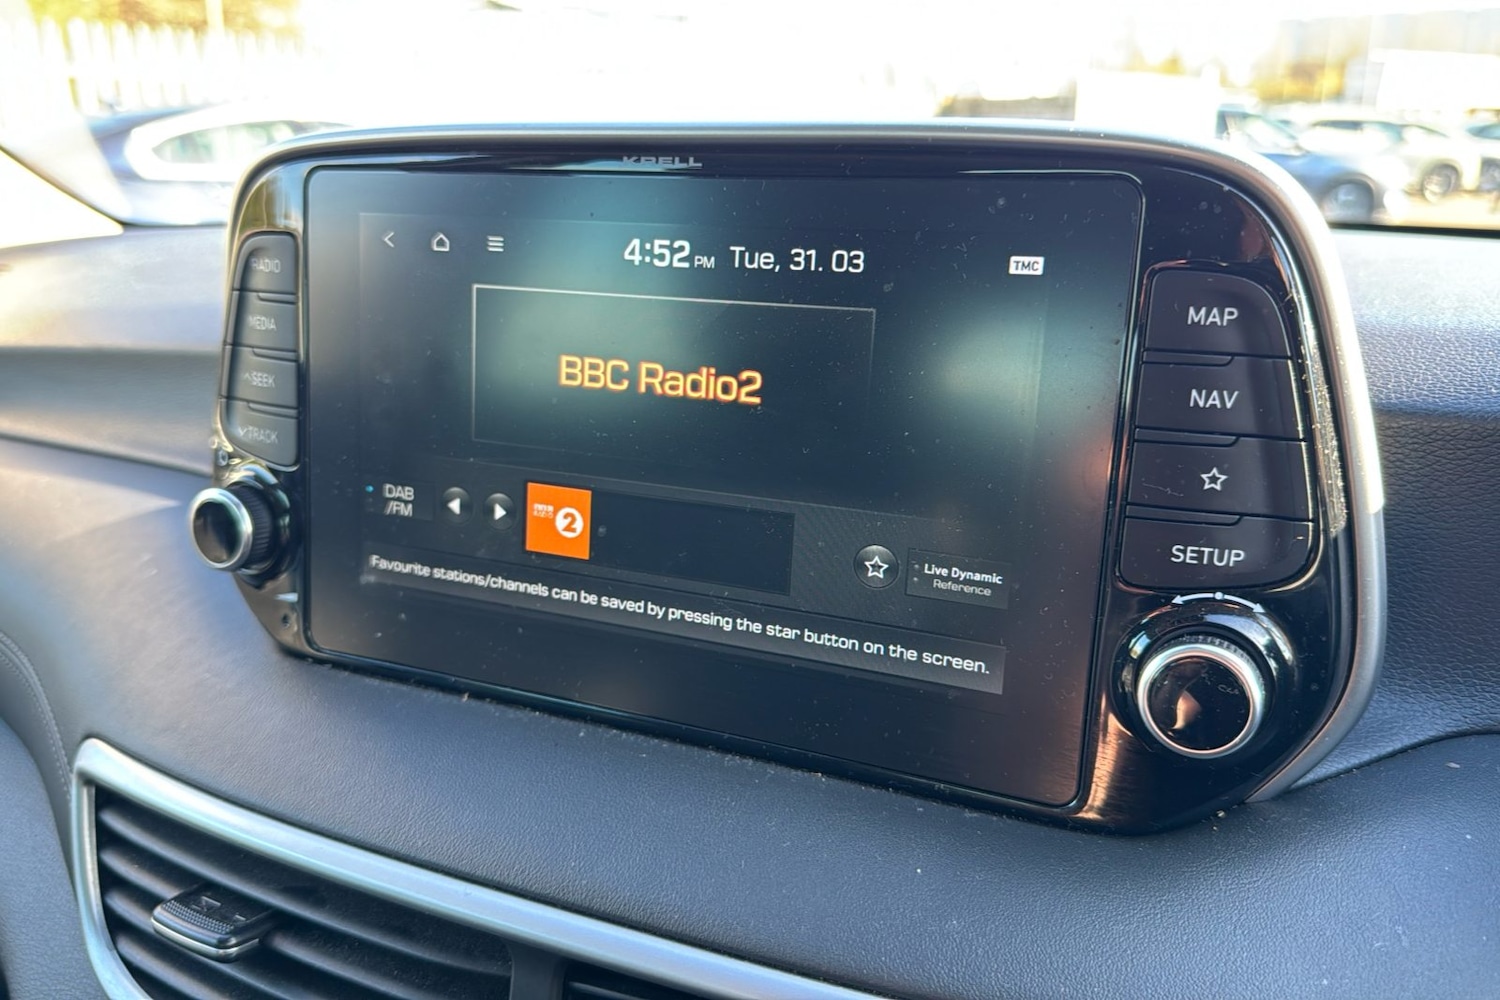 KRELL
4:52 PM Tue, 31. 03
TMC
RADIO
MEDIA
SEEK
TRACK
BBC Radio2
MAP
NAV
SETUP
DAB
/FM
2
Live Dynamic
Reference
Favourite stations/channels can be saved by pressing the star button on the screen.